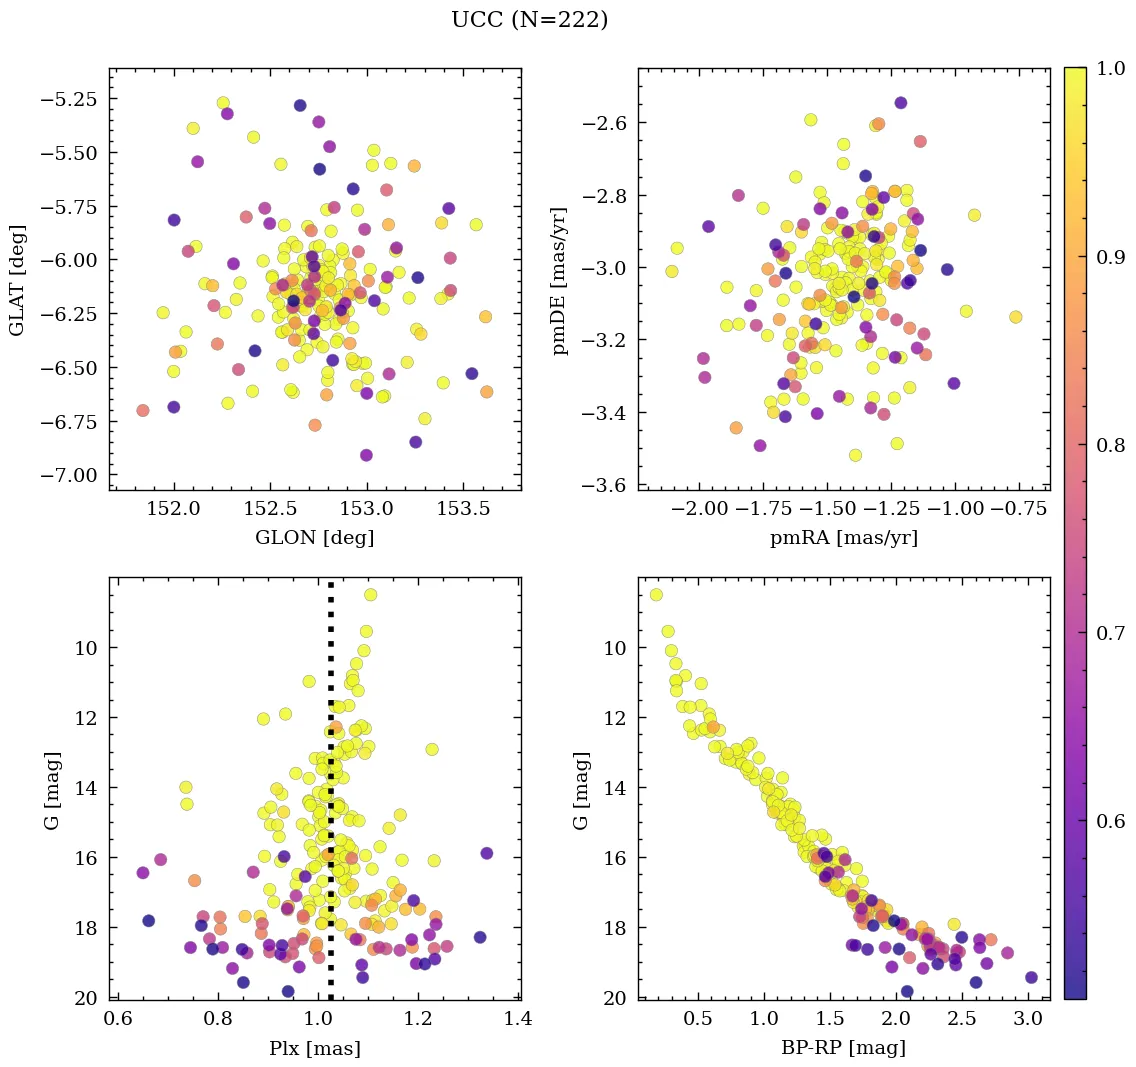 UCC (N=222)
−5.25
−5.50
−5.75
−6.00
−6.25
−6.50
−6.75
−7.00
GLAT [deg]
152.0 152.5 153.0 153.5
GLON [deg]
−2.6
−2.8
−3.0
−3.2
−3.4
−3.6
pmDE [mas/yr]
−2.00 −1.75 −1.50 −1.25 −1.00 −0.75
pmRA [mas/yr]
10
12
14
16
18
20
G [mag]
0.6 0.8 1.0 1.2 1.4
Plx [mas]
10
12
14
16
18
20
G [mag]
0.5 1.0 1.5 2.0 2.5 3.0
BP-RP [mag]
1.0
0.9
0.8
0.7
0.6